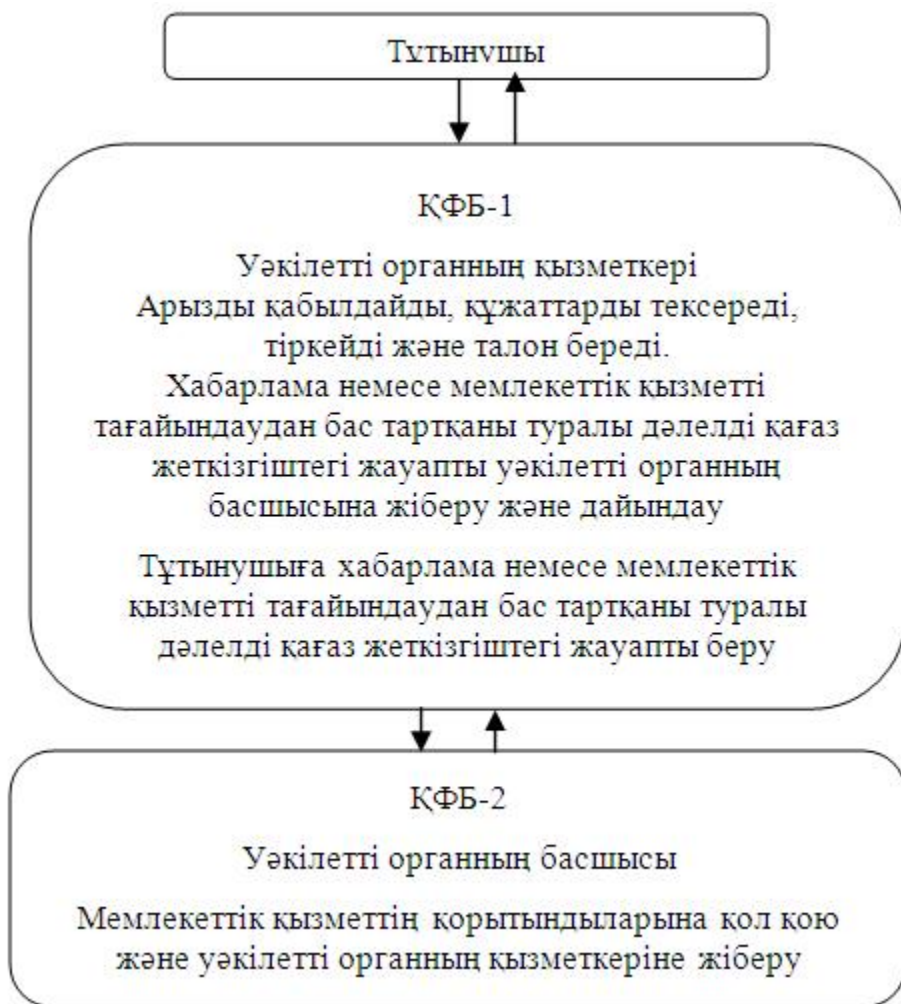 Тұтынушы
ҚФБ-1
Уәкілетті органның қызметкері
Арызды қабылдайды, құжаттарды тексереді,
тіркейді және талон береді.
Хабарлама немесе мемлекеттік қызметті
тағайындаудан бас тартқаны туралы дәлелді қағаз
жеткізгіштегі жауапты уәкілетті органның
басшысына жіберу және дайындау
Тұтынушыға хабарлама немесе мемлекеттік
қызметті тағайындаудан бас тартқаны туралы
дәлелді қағаз жеткізгіштегі жауапты беру
ҚФБ-2
Уәкілетті органның басшысы
Мемлекеттік қызметтің қорытындыларына қол қою
және уәкілетті органның қызметкеріне жіберу